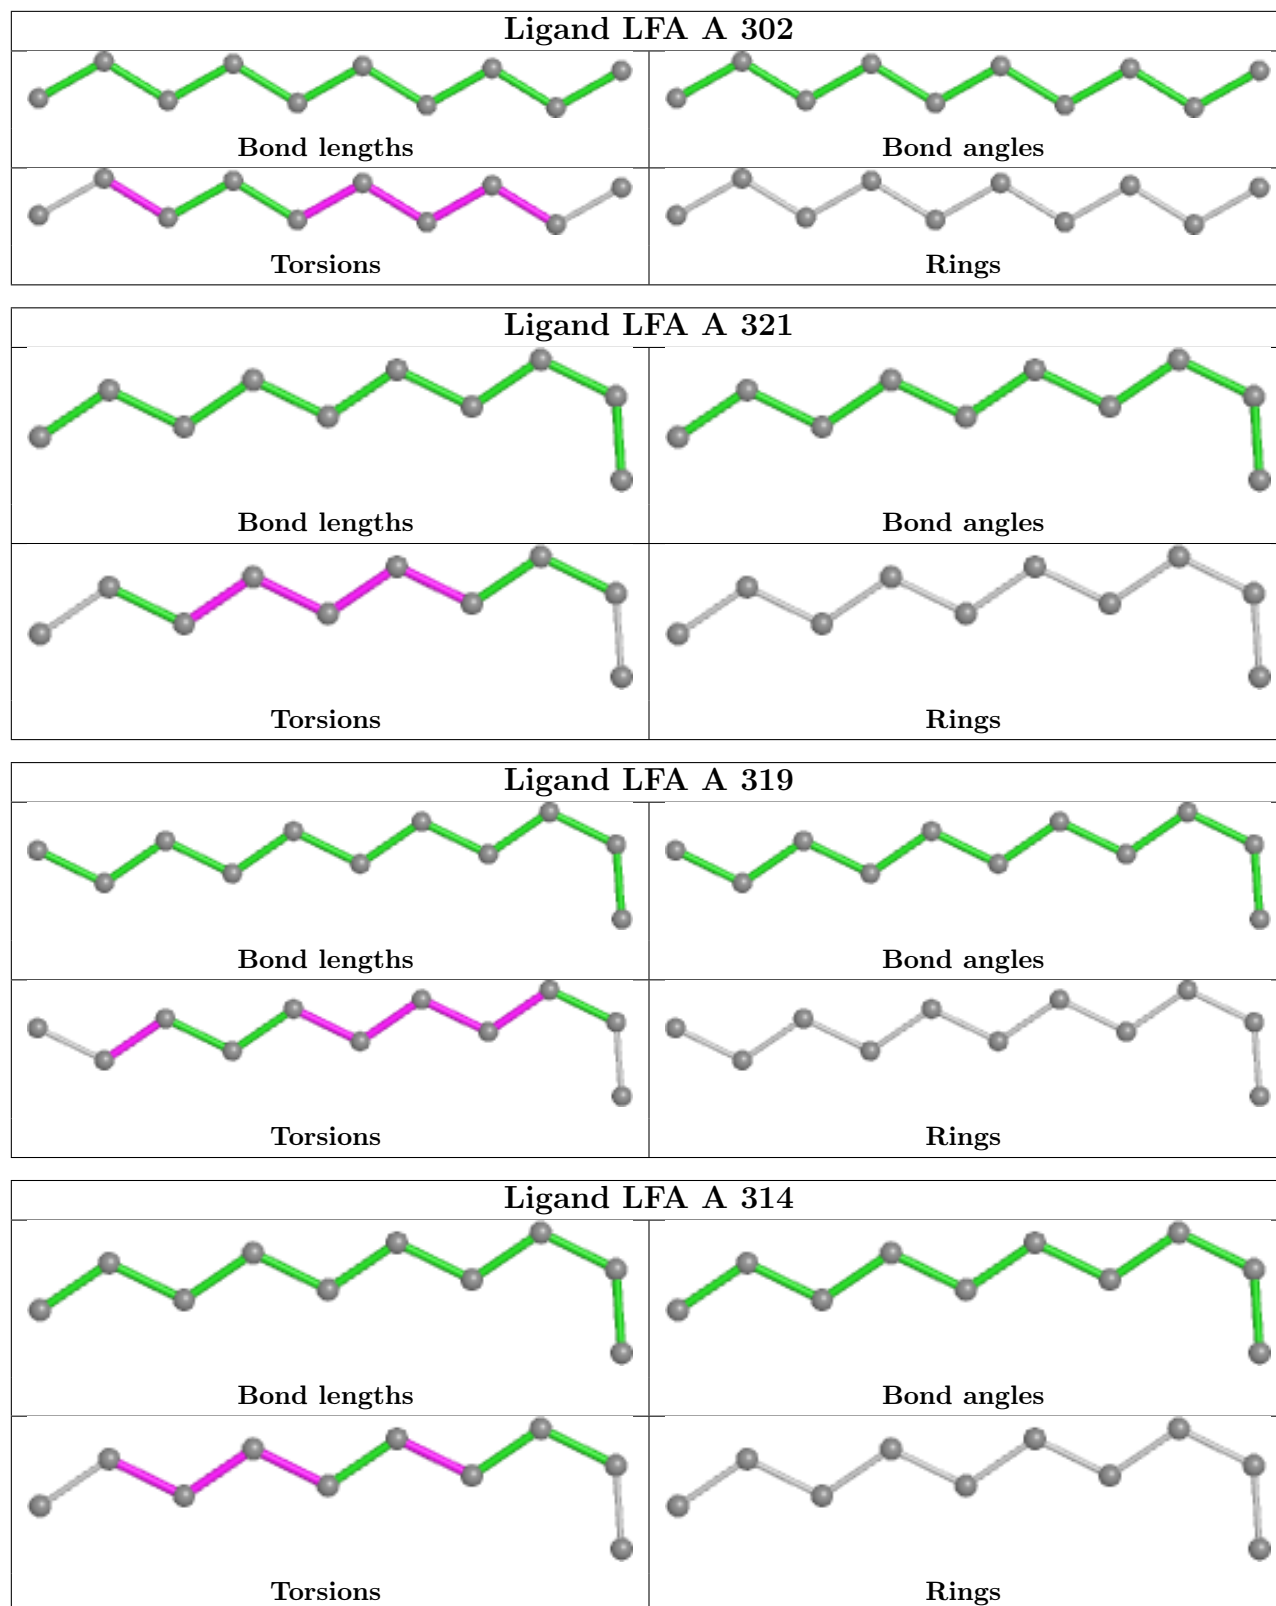 Ligand LFA A 302
Bond lengths
Bond angles
Torsions
Rings
Ligand LFA A 321
Bond lengths
Bond angles
Torsions
Rings
Ligand LFA A 319
Bond lengths
Bond angles
Torsions
Rings
Ligand LFA A 314
Bond lengths
Bond angles
Torsions
Rings